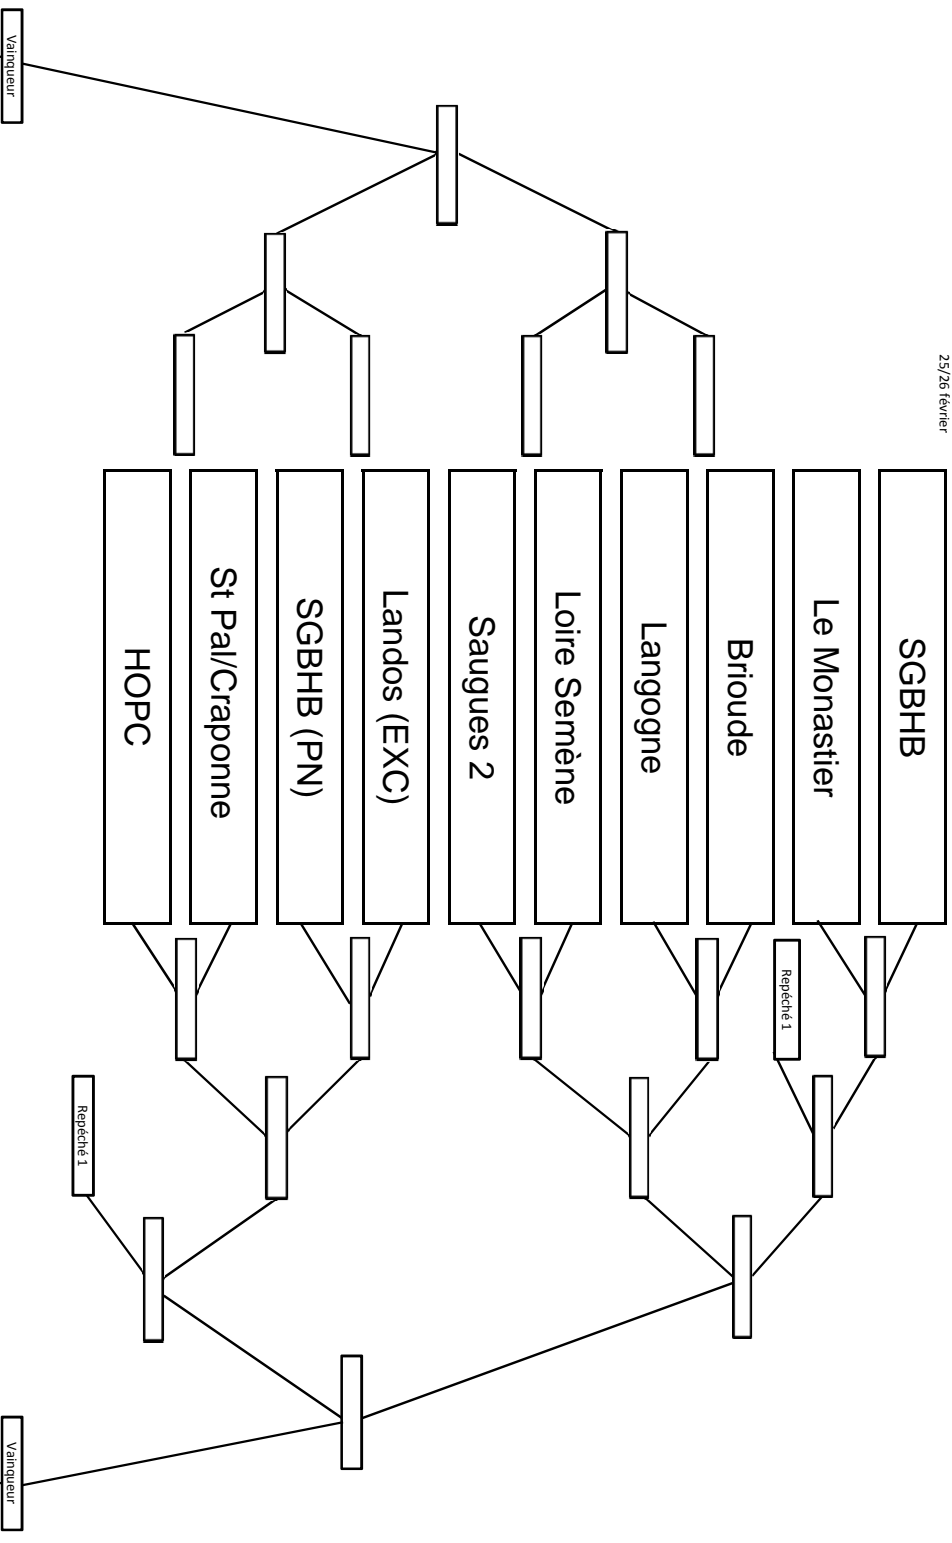 25/26 février
SGBHB
Le Monastier
Repéché 1
Brioude
Langogne
Loire Semène
Saugues 2
Landos (EXC)
SGBHB (PN)
St Pal/Craponne
HOPC
Repéché 1
Vainqueur
Vainqueur